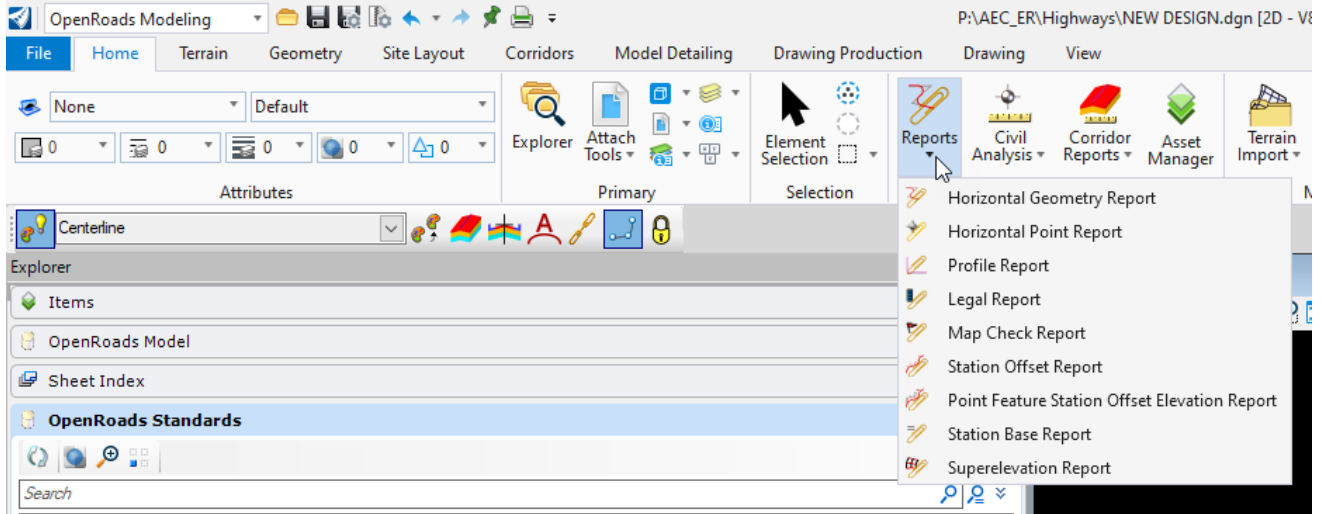 OpenRoads Modeling
P:\AEC_ER\Highways\NEW DESIGN.dgn [2D - V8
File Home Terrain Geometry Site Layout Corridors Model Detailing Drawing Production Drawing View
None Default
0 0 0 0 0
Explorer
Attach Tools
Element Selection
Reports
Civil Analysis
Corridor Reports
Asset Manager
Terrain Import
Attributes Primary Selection
Centerline
Horizontal Geometry Report
Horizontal Point Report
Profile Report
Legal Report
Map Check Report
Station Offset Report
Point Feature Station Offset Elevation Report
Station Base Report
Superelevation Report
Explorer
Items
OpenRoads Model
Sheet Index
OpenRoads Standards
Search